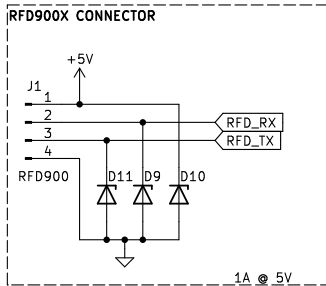 RFD900X CONNECTOR
+5V
J1
1
2
RFD_RX
3
RFD_TX
4
RFD900
D11 D9 D10
1A @ 5V